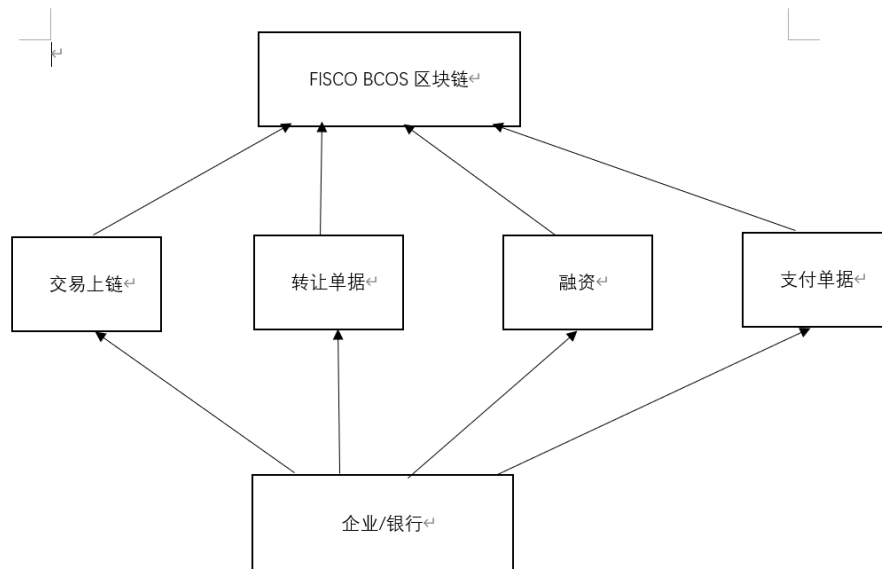 FISCO BCOS 区块链
交易上链
转让单据
融资
支付单据
企业/银行